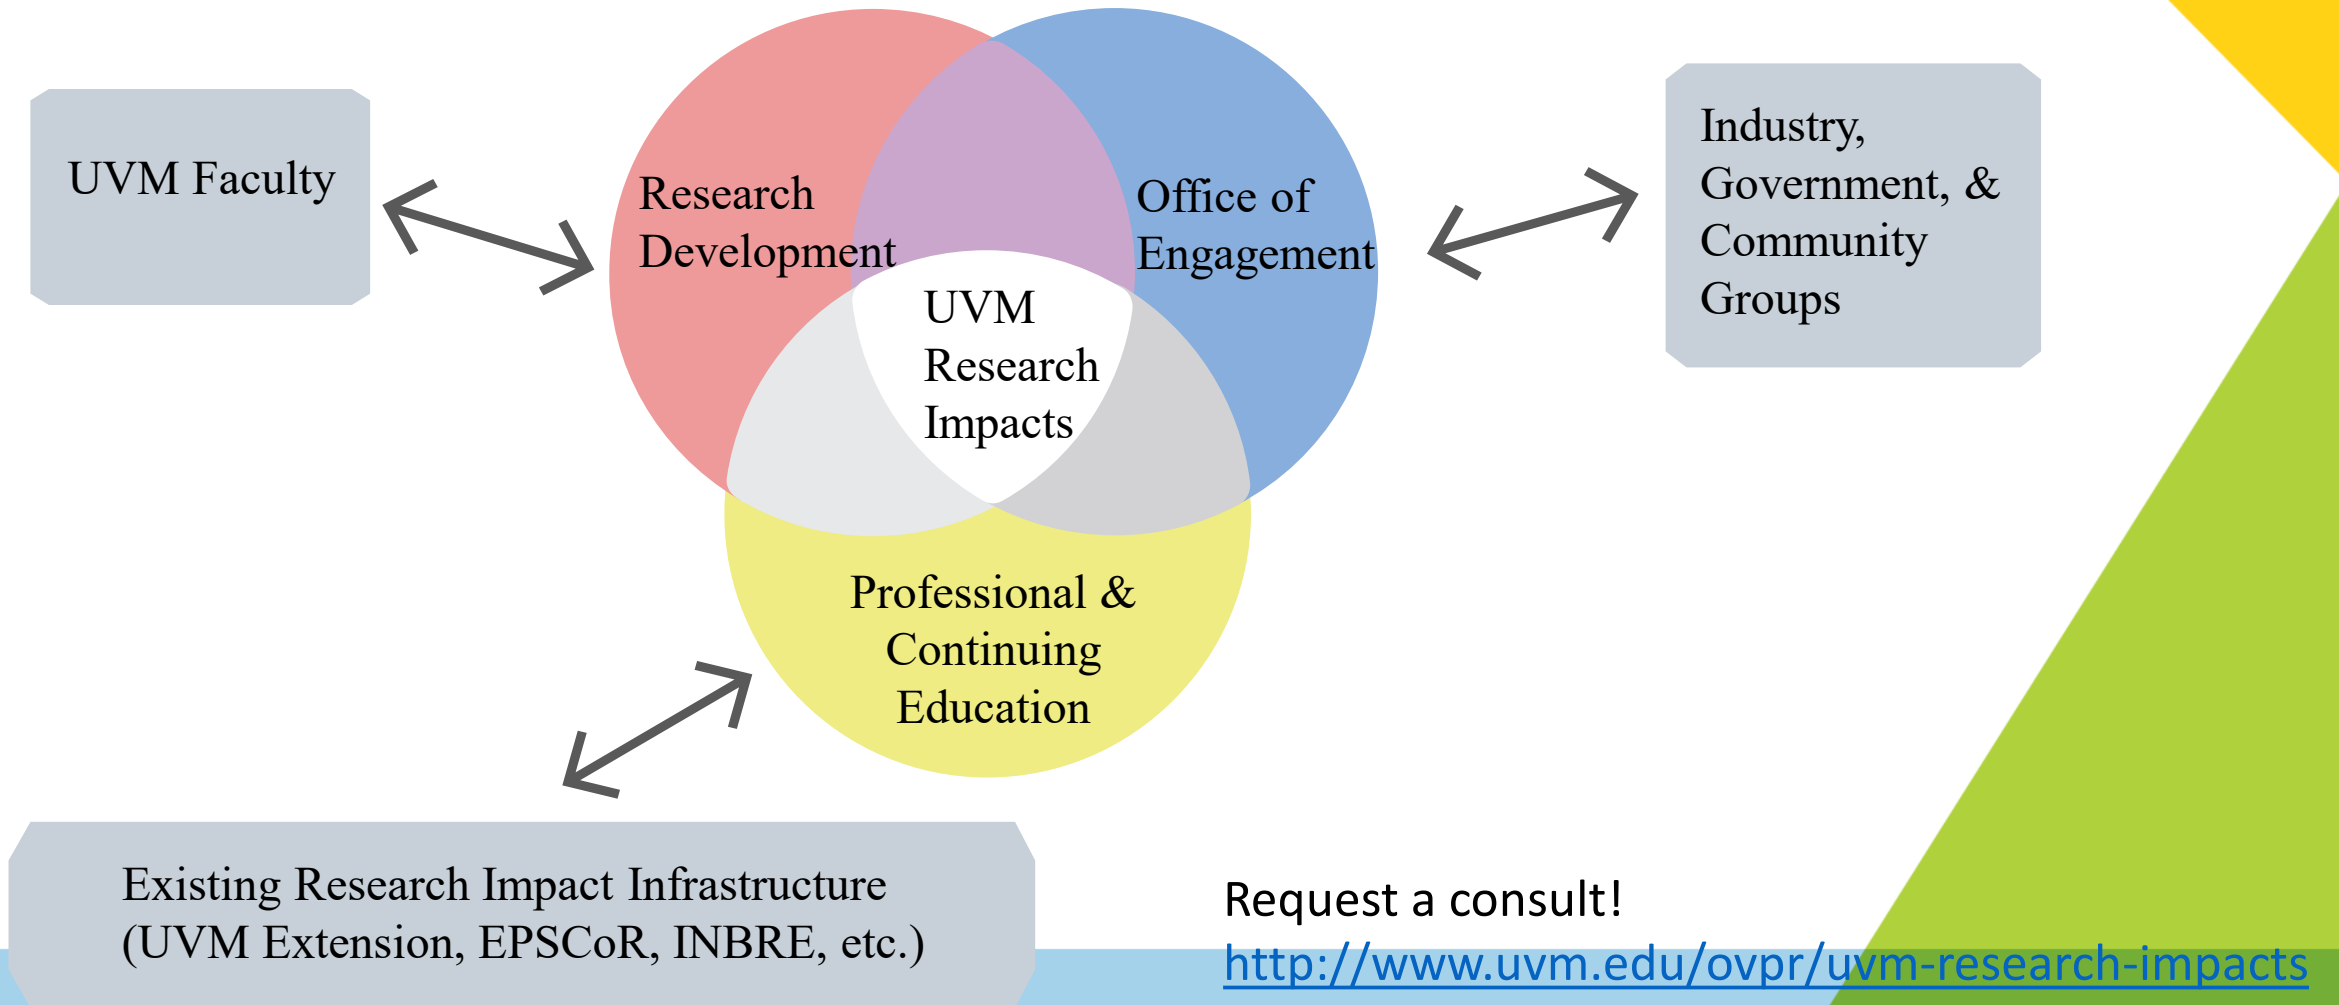 UVM Faculty
Research
Development
Office of
Engagement
Industry,
Government, &
Community
Groups
UVM
Research
Impacts
Professional &
Continuing
Education
Existing Research Impact Infrastructure
(UVM Extension, EPSCoR, INBRE, etc.)
Request a consult!
http://www.uvm.edu/ovpr/uvm-research-impacts